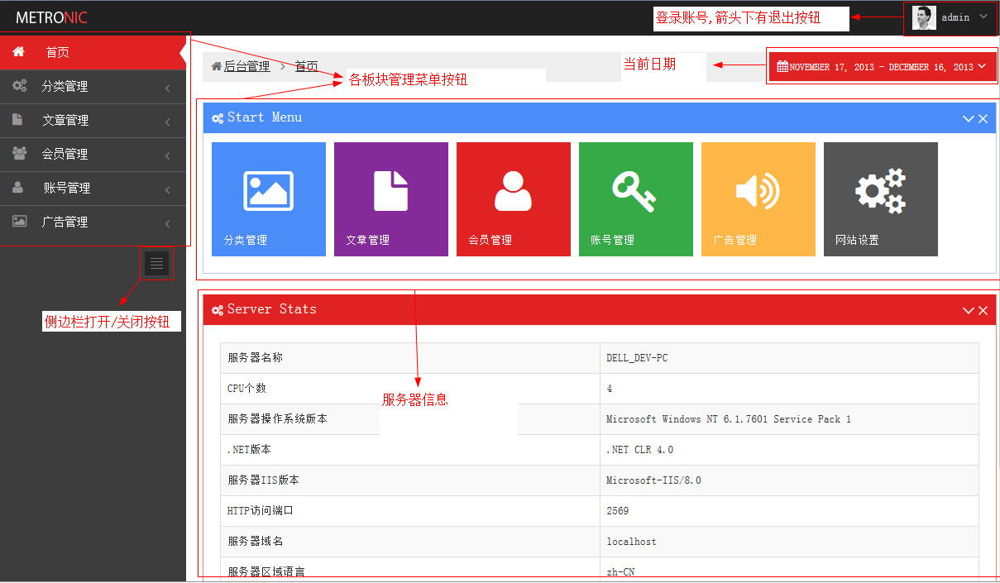 METRONIC
登录账号,箭头下有退出按钮
admin
首页
后台管理 > 首页
当前日期
NOVEMBER 17, 2013 - DECEMBER 16, 2013
各板块管理菜单按钮
分类管理
文章管理
会员管理
账号管理
广告管理
侧边栏打开/关闭按钮
Start Menu
分类管理
文章管理
会员管理
账号管理
广告管理
网站设置
Server Stats
服务器名称 DELL_DEV-PC
CPU个数 4
服务器信息
服务器操作系统版本 Microsoft Windows NT 6.1.7601 Service Pack 1
.NET版本 .NET CLR 4.0
服务器IIS版本 Microsoft-IIS/8.0
HTTP访问端口 2569
服务器域名 localhost
服务器区域语言 zh-CN